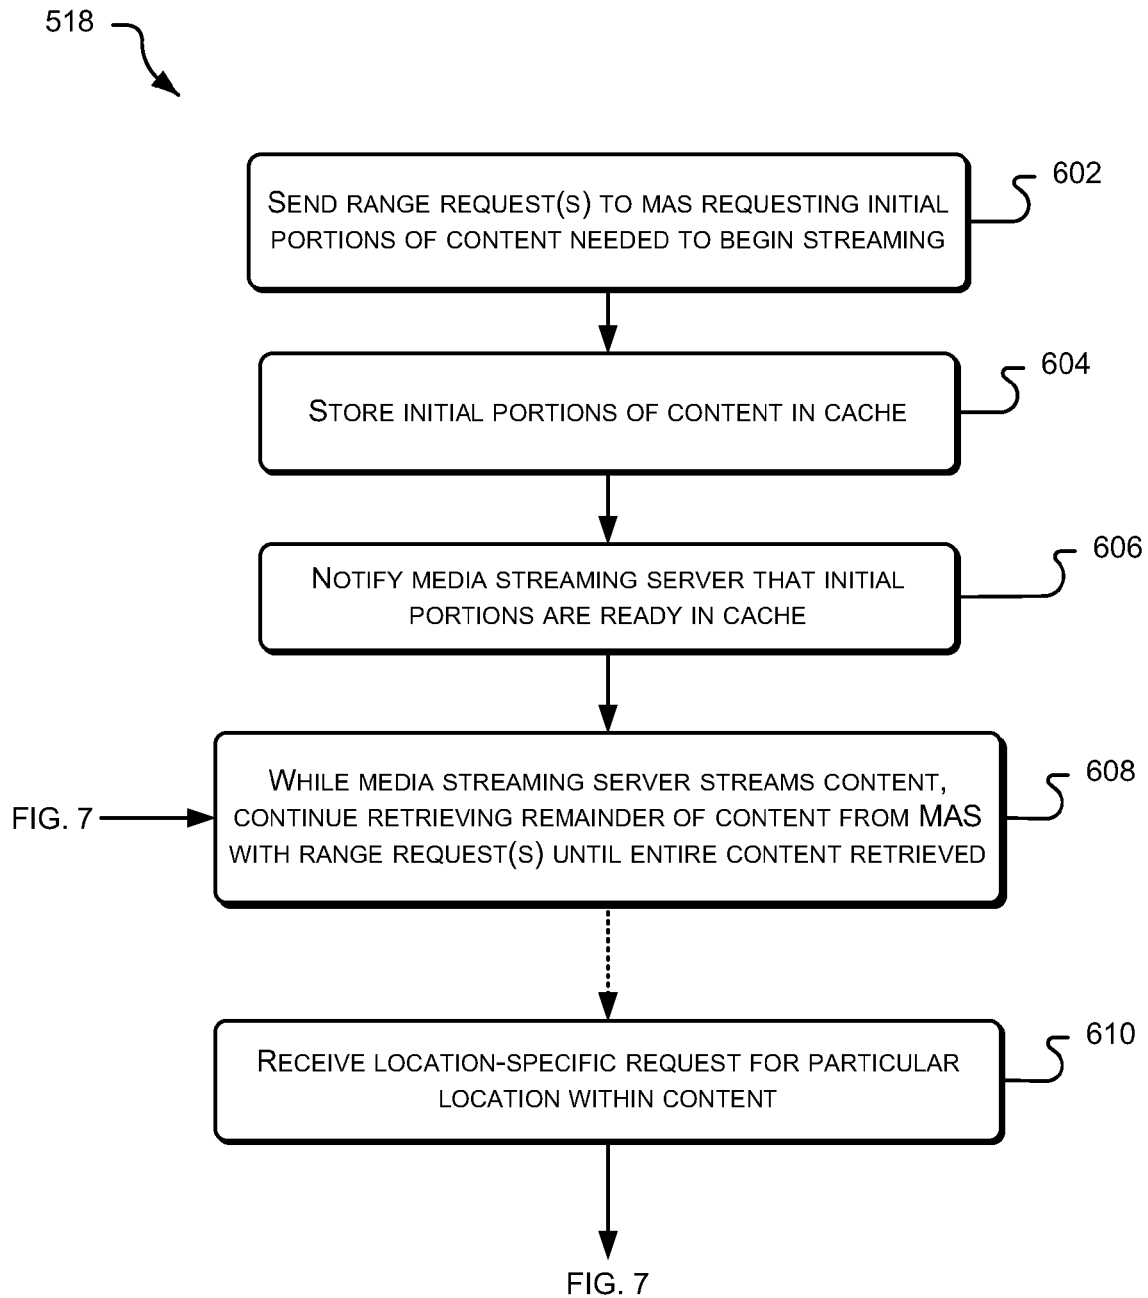 518
602
SEND RANGE REQUEST(S) TO MAS REQUESTING INITIAL
PORTIONS OF CONTENT NEEDED TO BEGIN STREAMING
604
STORE INITIAL PORTIONS OF CONTENT IN CACHE
606
NOTIFY MEDIA STREAMING SERVER THAT INITIAL
PORTIONS ARE READY IN CACHE
608
WHILE MEDIA STREAMING SERVER STREAMS CONTENT,
CONTINUE RETRIEVING REMAINDER OF CONTENT FROM MAS
WITH RANGE REQUEST(S) UNTIL ENTIRE CONTENT RETRIEVED
FIG. 7
610
RECEIVE LOCATION-SPECIFIC REQUEST FOR PARTICULAR
LOCATION WITHIN CONTENT
FIG. 7